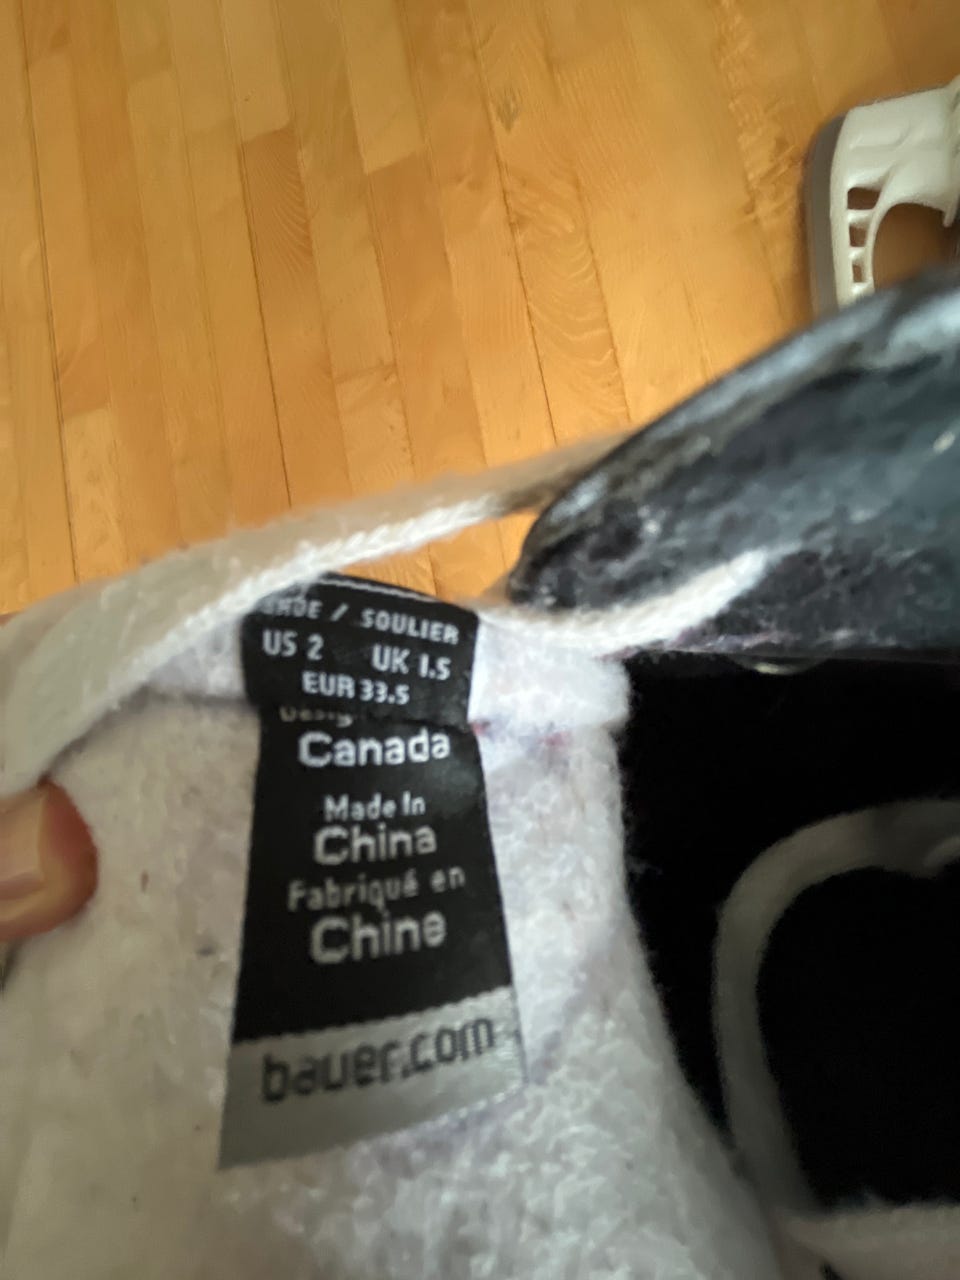 / SOULIER
US 2 UK 1.5
EUR 33.5
Canada
Made In
China
Fabriqué en
Chine
bauer.com